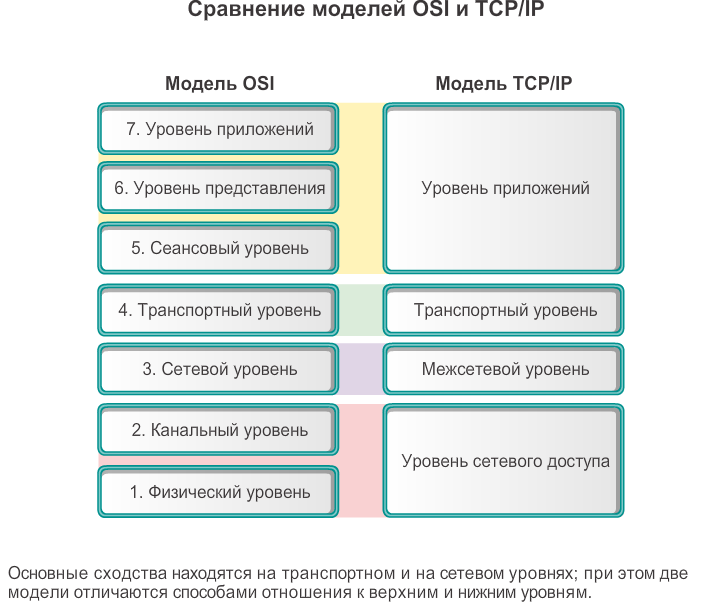 Сравнение моделей OSI и TCP/IP
Модель OSI
Модель TCP/IP
7. Уровень приложений
6. Уровень представления
5. Сеансовый уровень
Уровень приложений
4. Транспортный уровень
Транспортный уровень
3. Сетевой уровень
Межсетевой уровень
2. Канальный уровень
1. Физический уровень
Уровень сетевого доступа
Основные сходства находятся на транспортном и на сетевом уровнях; при этом две
модели отличаются способами отношения к верхним и нижним уровням.